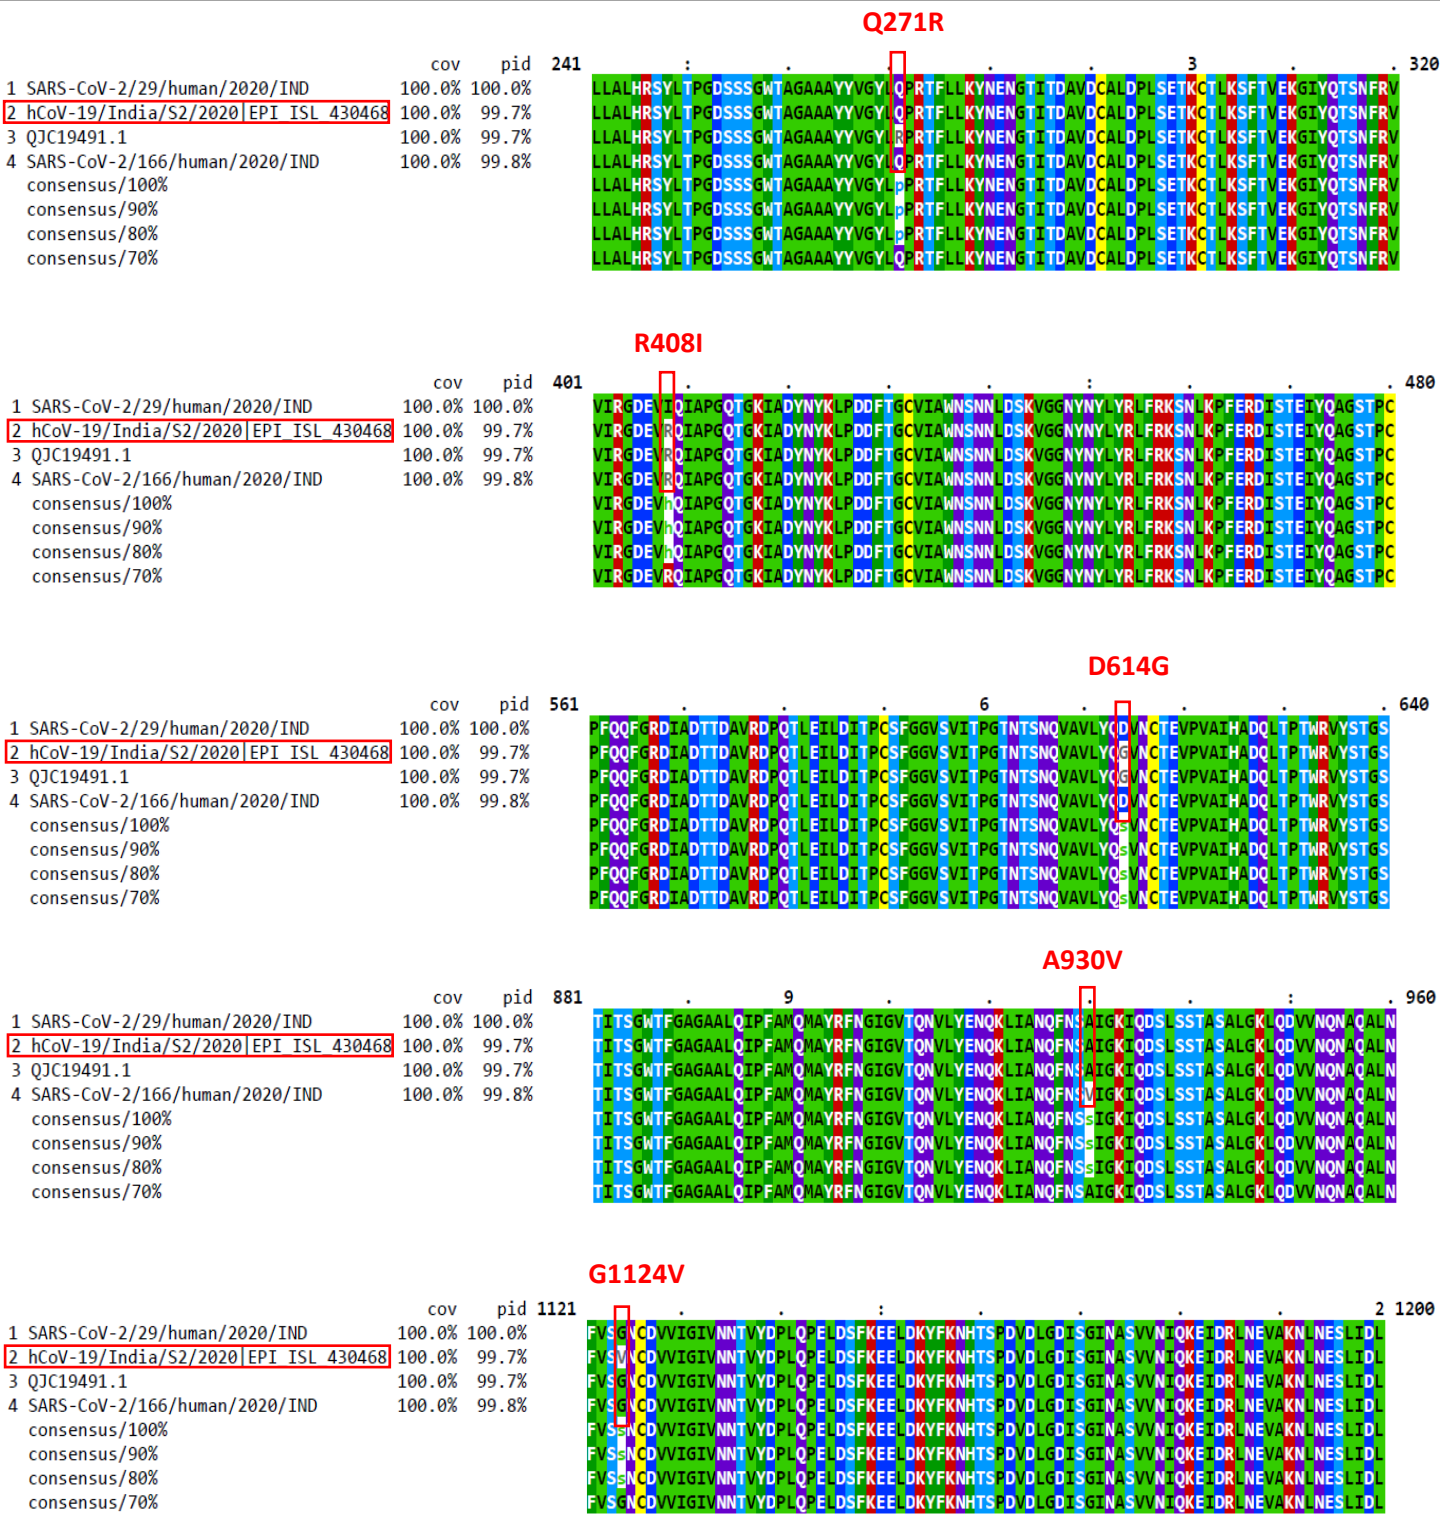 Q271R
cov pid 241 : . . . . 3 . . 320
1 SARS-CoV-2/29/human/2020/IND 100.0% 100.0% LLALHRSYLTPGDSSSGWTAGAAAYYVGYLQPRTFLLKYNENGTITDAVDCALDPLSETKCTLKSFTVEKGIYQTSNFRV
2 hCoV-19/India/S2/2020|EPI_ISL_430468 100.0% 99.7% LLALHRSYLTPGDSSSGWTAGAAAYYVGYLQPRTFLLKYNENGTITDAVDCALDPLSETKCTLKSFTVEKGIYQTSNFRV
3 QJC19491.1 100.0% 99.7% LLALHRSYLTPGDSSSGWTAGAAAYYVGYLRPRTFLLKYNENGTITDAVDCALDPLSETKCTLKSFTVEKGIYQTSNFRV
4 SARS-CoV-2/166/human/2020/IND 100.0% 99.8% LLALHRSYLTPGDSSSGWTAGAAAYYVGYLQPRTFLLKYNENGTITDAVDCALDPLSETKCTLKSFTVEKGIYQTSNFRV
consensus/100% LLALHRSYLTPGDSSSGWTAGAAAYYVGYLpPRTFLLKYNENGTITDAVDCALDPLSETKCTLKSFTVEKGIYQTSNFRV
consensus/90% LLALHRSYLTPGDSSSGWTAGAAAYYVGYLpPRTFLLKYNENGTITDAVDCALDPLSETKCTLKSFTVEKGIYQTSNFRV
consensus/80% LLALHRSYLTPGDSSSGWTAGAAAYYVGYLpPRTFLLKYNENGTITDAVDCALDPLSETKCTLKSFTVEKGIYQTSNFRV
consensus/70% LLALHRSYLTPGDSSSGWTAGAAAYYVGYLQPRTFLLKYNENGTITDAVDCALDPLSETKCTLKSFTVEKGIYQTSNFRV
R408I
cov pid 401 . . . . : . . . 480
1 SARS-CoV-2/29/human/2020/IND 100.0% 100.0% VIRGDEVIQIAPGQTGKIADYNYKLPDDFTGCVIAWNSNNLDSKVGGNYNYLYRLFRKSNLKPFERDISTEIYQAGSTPC
2 hCoV-19/India/S2/2020|EPI_ISL_430468 100.0% 99.7% VIRGDEVRQIAPGQTGKIADYNYKLPDDFTGCVIAWNSNNLDSKVGGNYNYLYRLFRKSNLKPFERDISTEIYQAGSTPC
3 QJC19491.1 100.0% 99.7% VIRGDEVRQIAPGQTGKIADYNYKLPDDFTGCVIAWNSNNLDSKVGGNYNYLYRLFRKSNLKPFERDISTEIYQAGSTPC
4 SARS-CoV-2/166/human/2020/IND 100.0% 99.8% VIRGDEVRQIAPGQTGKIADYNYKLPDDFTGCVIAWNSNNLDSKVGGNYNYLYRLFRKSNLKPFERDISTEIYQAGSTPC
consensus/100% VIRGDEVhQIAPGQTGKIADYNYKLPDDFTGCVIAWNSNNLDSKVGGNYNYLYRLFRKSNLKPFERDISTEIYQAGSTPC
consensus/90% VIRGDEVhQIAPGQTGKIADYNYKLPDDFTGCVIAWNSNNLDSKVGGNYNYLYRLFRKSNLKPFERDISTEIYQAGSTPC
consensus/80% VIRGDEVhQIAPGQTGKIADYNYKLPDDFTGCVIAWNSNNLDSKVGGNYNYLYRLFRKSNLKPFERDISTEIYQAGSTPC
consensus/70% VIRGDEVRQIAPGQTGKIADYNYKLPDDFTGCVIAWNSNNLDSKVGGNYNYLYRLFRKSNLKPFERDISTEIYQAGSTPC
D614G
cov pid 561 . . . 6 . . . . 640
1 SARS-CoV-2/29/human/2020/IND 100.0% 100.0% PFQQFGRDIADTTDAVRDPQTLEILDITPCSFGGVSVITPGTNTSNQVAVLYQDVNCTEVPVAIHADQLTPTWRVYSTGS
2 hCoV-19/India/S2/2020|EPI_ISL_430468 100.0% 99.7% PFQQFGRDIADTTDAVRDPQTLEILDITPCSFGGVSVITPGTNTSNQVAVLYQGVNCTEVPVAIHADQLTPTWRVYSTGS
3 QJC19491.1 100.0% 99.7% PFQQFGRDIADTTDAVRDPQTLEILDITPCSFGGVSVITPGTNTSNQVAVLYQGVNCTEVPVAIHADQLTPTWRVYSTGS
4 SARS-CoV-2/166/human/2020/IND 100.0% 99.8% PFQQFGRDIADTTDAVRDPQTLEILDITPCSFGGVSVITPGTNTSNQVAVLYQDVNCTEVPVAIHADQLTPTWRVYSTGS
consensus/100% PFQQFGRDIADTTDAVRDPQTLEILDITPCSFGGVSVITPGTNTSNQVAVLYQsVNCTEVPVAIHADQLTPTWRVYSTGS
consensus/90% PFQQFGRDIADTTDAVRDPQTLEILDITPCSFGGVSVITPGTNTSNQVAVLYQsVNCTEVPVAIHADQLTPTWRVYSTGS
consensus/80% PFQQFGRDIADTTDAVRDPQTLEILDITPCSFGGVSVITPGTNTSNQVAVLYQsVNCTEVPVAIHADQLTPTWRVYSTGS
consensus/70% PFQQFGRDIADTTDAVRDPQTLEILDITPCSFGGVSVITPGTNTSNQVAVLYQsVNCTEVPVAIHADQLTPTWRVYSTGS
A930V
cov pid 881 . 9 . . . . : . 960
1 SARS-CoV-2/29/human/2020/IND 100.0% 100.0% TITSGWTFGAGAALQIPFAMQMAYRFNGIGVTQNVLYENQKLIANQFNSAIGKIQDSLSSTASALGKLQDVVNQNAQALN
2 hCoV-19/India/S2/2020|EPI_ISL_430468 100.0% 99.7% TITSGWTFGAGAALQIPFAMQMAYRFNGIGVTQNVLYENQKLIANQFNSAIGKIQDSLSSTASALGKLQDVVNQNAQALN
3 QJC19491.1 100.0% 99.7% TITSGWTFGAGAALQIPFAMQMAYRFNGIGVTQNVLYENQKLIANQFNSAIGKIQDSLSSTASALGKLQDVVNQNAQALN
4 SARS-CoV-2/166/human/2020/IND 100.0% 99.8% TITSGWTFGAGAALQIPFAMQMAYRFNGIGVTQNVLYENQKLIANQFNSVIGKIQDSLSSTASALGKLQDVVNQNAQALN
consensus/100% TITSGWTFGAGAALQIPFAMQMAYRFNGIGVTQNVLYENQKLIANQFNSsIGKIQDSLSSTASALGKLQDVVNQNAQALN
consensus/90% TITSGWTFGAGAALQIPFAMQMAYRFNGIGVTQNVLYENQKLIANQFNSsIGKIQDSLSSTASALGKLQDVVNQNAQALN
consensus/80% TITSGWTFGAGAALQIPFAMQMAYRFNGIGVTQNVLYENQKLIANQFNSsIGKIQDSLSSTASALGKLQDVVNQNAQALN
consensus/70% TITSGWTFGAGAALQIPFAMQMAYRFNGIGVTQNVLYENQKLIANQFNSAIGKIQDSLSSTASALGKLQDVVNQNAQALN
G1124V
cov pid 1121 . . : . . . . 2 1200
1 SARS-CoV-2/29/human/2020/IND 100.0% 100.0% FVSGNCDVVIGIVNNTVYDPLQPELDSFKEELDKYFKNHTSPDVDLGDISGINASVVNIQKEIDRLNEVAKNLNESLIDL
2 hCoV-19/India/S2/2020|EPI_ISL_430468 100.0% 99.7% FVSVNCDVVIGIVNNTVYDPLQPELDSFKEELDKYFKNHTSPDVDLGDISGINASVVNIQKEIDRLNEVAKNLNESLIDL
3 QJC19491.1 100.0% 99.7% FVSGNCDVVIGIVNNTVYDPLQPELDSFKEELDKYFKNHTSPDVDLGDISGINASVVNIQKEIDRLNEVAKNLNESLIDL
4 SARS-CoV-2/166/human/2020/IND 100.0% 99.8% FVSGNCDVVIGIVNNTVYDPLQPELDSFKEELDKYFKNHTSPDVDLGDISGINASVVNIQKEIDRLNEVAKNLNESLIDL
consensus/100% FVSsNCDVVIGIVNNTVYDPLQPELDSFKEELDKYFKNHTSPDVDLGDISGINASVVNIQKEIDRLNEVAKNLNESLIDL
consensus/90% FVSsNCDVVIGIVNNTVYDPLQPELDSFKEELDKYFKNHTSPDVDLGDISGINASVVNIQKEIDRLNEVAKNLNESLIDL
consensus/80% FVSsNCDVVIGIVNNTVYDPLQPELDSFKEELDKYFKNHTSPDVDLGDISGINASVVNIQKEIDRLNEVAKNLNESLIDL
consensus/70% FVSGNCDVVIGIVNNTVYDPLQPELDSFKEELDKYFKNHTSPDVDLGDISGINASVVNIQKEIDRLNEVAKNLNESLIDL